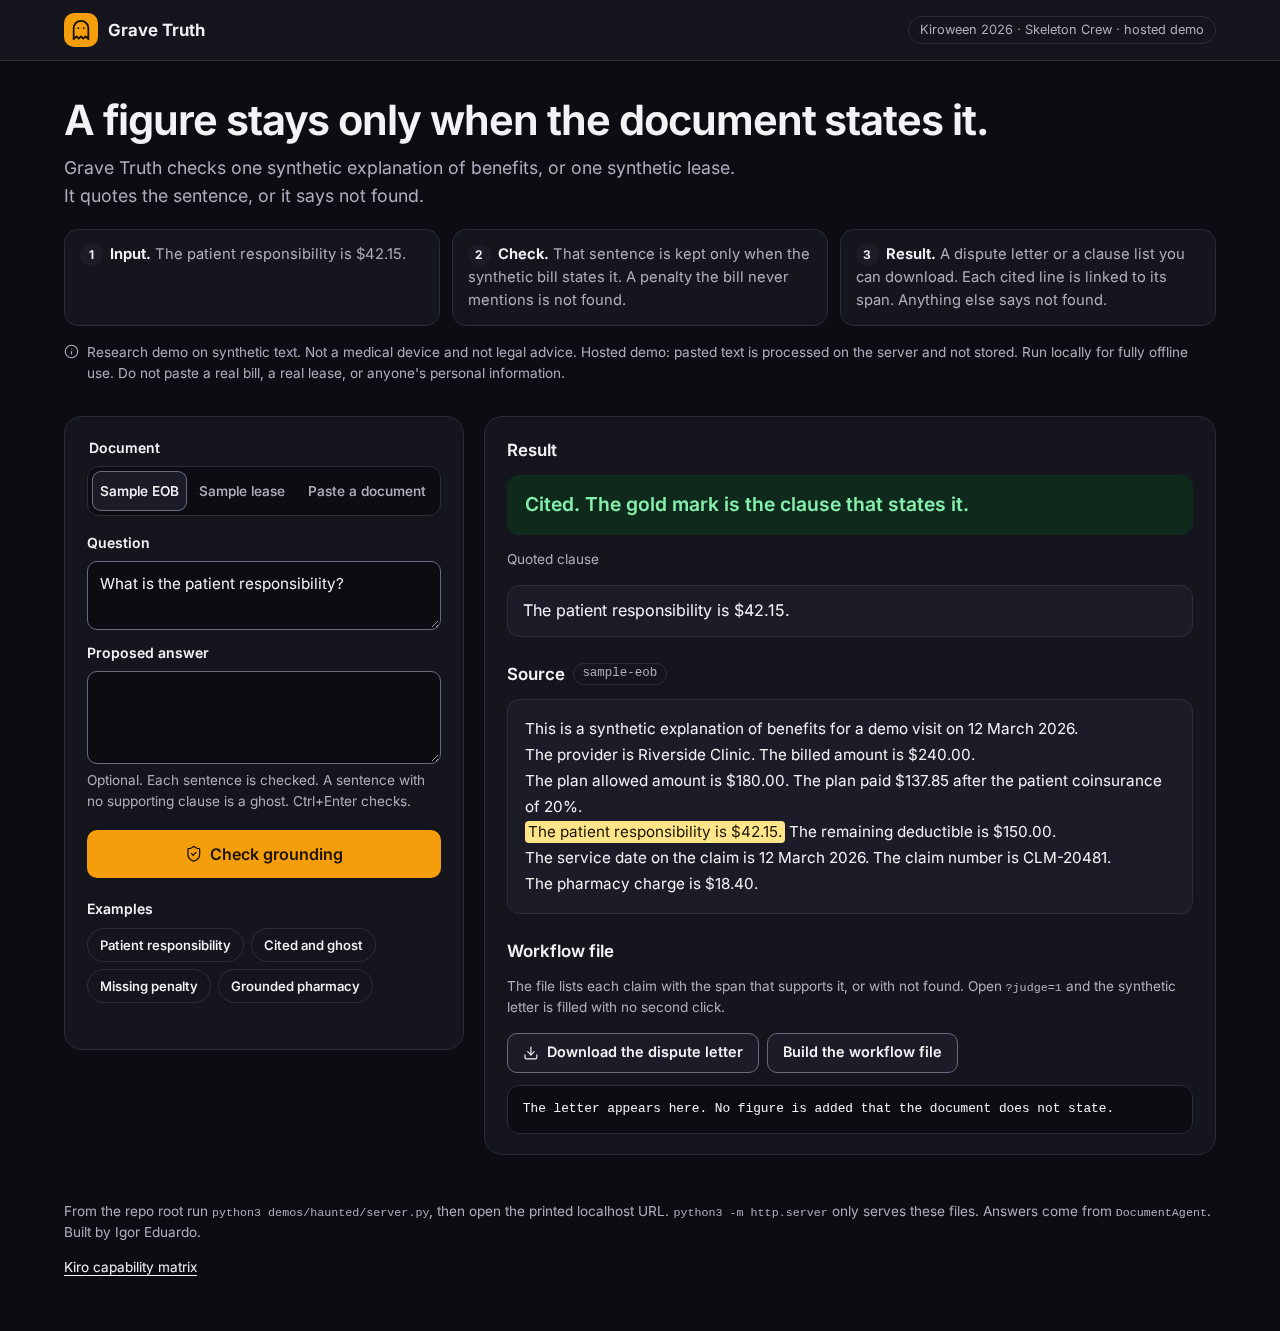 Grave Truth
Kiroween 2026 · Skeleton Crew · hosted demo
A figure stays only when the document states it.
Grave Truth checks one synthetic explanation of benefits, or one synthetic lease.
It quotes the sentence, or it says not found.
1 Input. The patient responsibility is $42.15.
2 Check. That sentence is kept only when the
synthetic bill states it. A penalty the bill never
mentions is not found.
3 Result. A dispute letter or a clause list you
can download. Each cited line is linked to its
span. Anything else says not found.
Research demo on synthetic text. Not a medical device and not legal advice. Hosted demo: pasted text is processed on the server and not stored. Run locally for fully offline
use. Do not paste a real bill, a real lease, or anyone's personal information.
Document
Sample EOB Sample lease Paste a document
Question
What is the patient responsibility?
Proposed answer
Optional. Each sentence is checked. A sentence with
no supporting clause is a ghost. Ctrl+Enter checks.
Check grounding
Examples
Patient responsibility Cited and ghost
Missing penalty Grounded pharmacy
Result
Cited. The gold mark is the clause that states it.
Quoted clause
The patient responsibility is $42.15.
Source sample-eob
This is a synthetic explanation of benefits for a demo visit on 12 March 2026.
The provider is Riverside Clinic. The billed amount is $240.00.
The plan allowed amount is $180.00. The plan paid $137.85 after the patient coinsurance
of 20%.
The patient responsibility is $42.15. The remaining deductible is $150.00.
The service date on the claim is 12 March 2026. The claim number is CLM-20481.
The pharmacy charge is $18.40.
Workflow file
The file lists each claim with the span that supports it, or with not found. Open ?judge=1 and the synthetic
letter is filled with no second click.
Download the dispute letter Build the workflow file
The letter appears here. No figure is added that the document does not state.
From the repo root run python3 demos/haunted/server.py, then open the printed localhost URL. python3 -m http.server only serves these files. Answers come from DocumentAgent.
Built by Igor Eduardo.
Kiro capability matrix